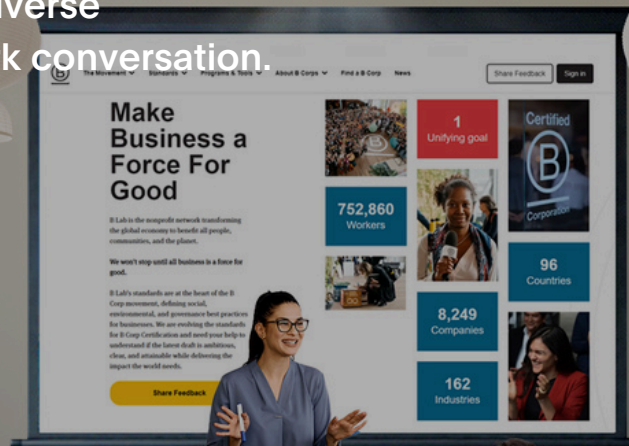 iverse
k conversation.
B
The Movement
Standards
Programs & Tools
About B Corps
Find a B Corp
News
Share Feedback
Sign in
Make
Business a
Force For
Good
B Lab is the nonprofit network transforming
the global economy to benefit all people,
communities, and the planet.
We won't stop until all business is a force for
good.
B Lab's standards are at the heart of the B
Corp movement, defining social,
environmental, and governance best practices
for businesses. We are evolving the standards
for B Corp Certification and need your help to
understand if the latest draft is ambitious,
clear, and attainable while delivering the
impact the world needs.
Share Feedback
B
752,860
Workers
1
Unifying goal
8,249
Companies
162
Industries
Certified
B
Corporation
96
Countries